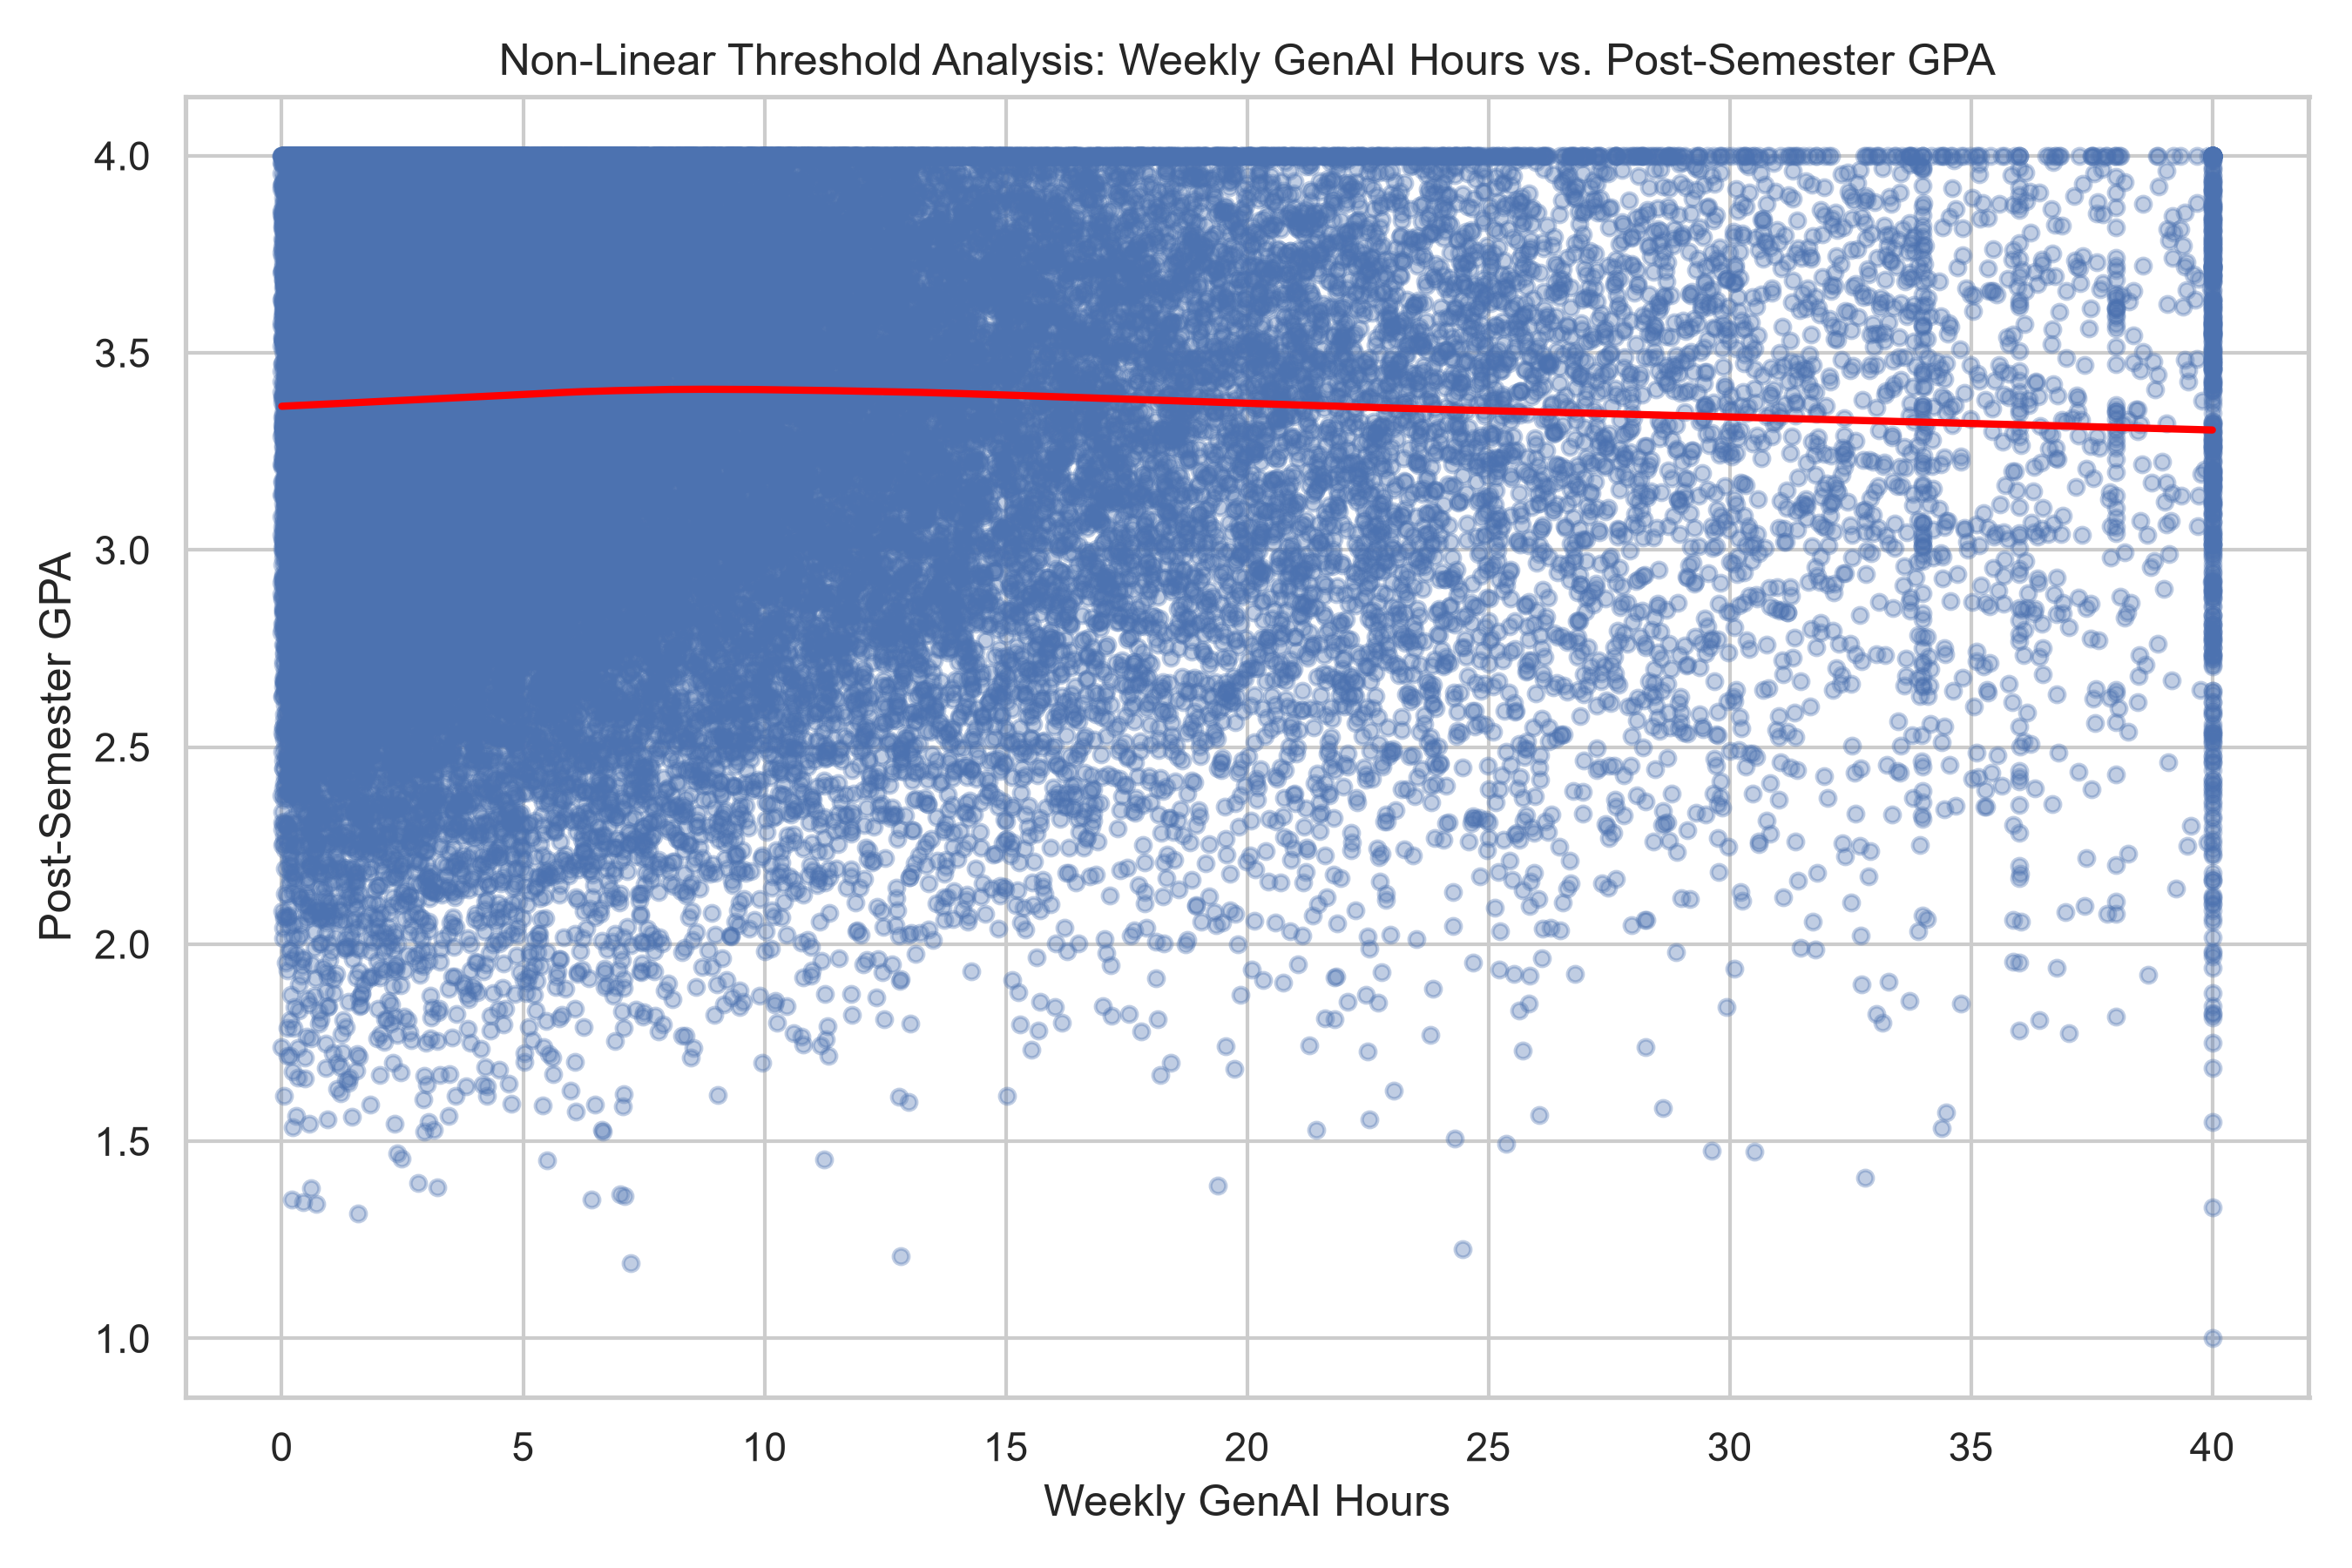 Non-Linear Threshold Analysis: Weekly GenAI Hours vs. Post-Semester GPA
4.0
3.5
3.0
2.5
2.0
1.5
1.0
Post-Semester GPA
0 5 10 15 20 25 30 35 40
Weekly GenAI Hours